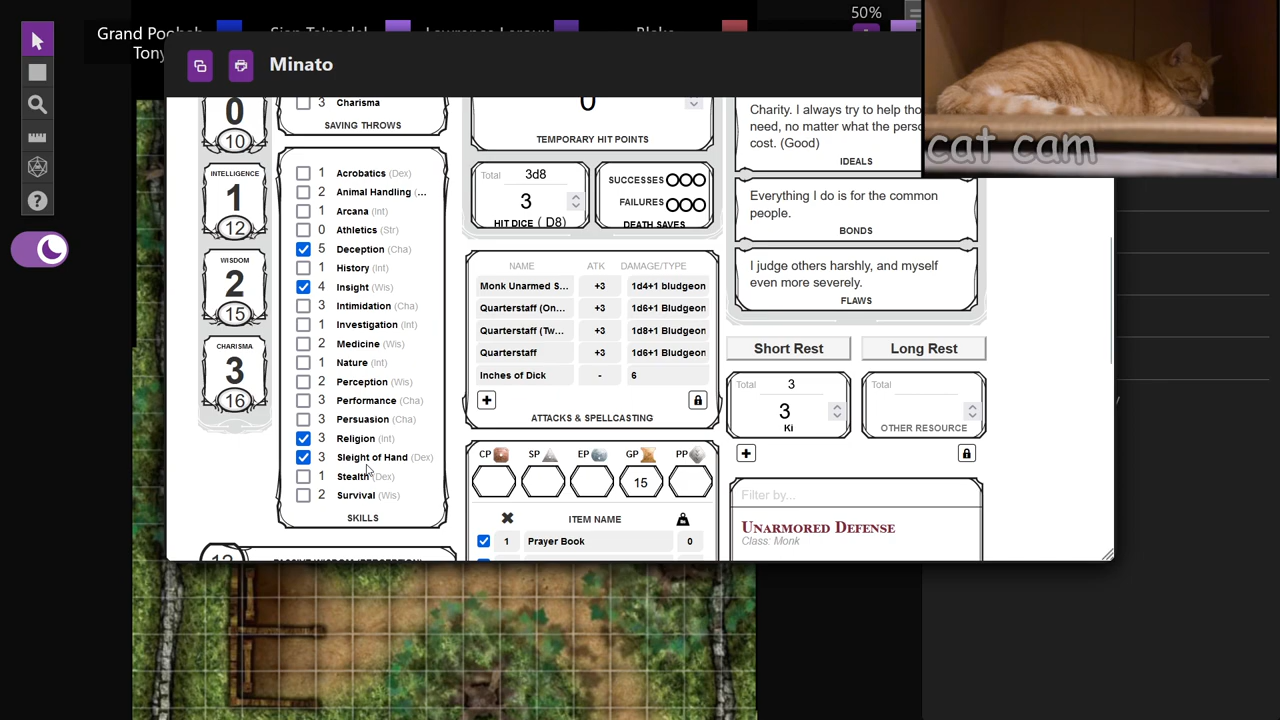 50%
Grand Poobah
Tony
Minato
cat cam
0
10
INTELLIGENCE
1
12
WISDOM
2
15
CHARISMA
3
16
3 Charisma
SAVING THROWS
1 Acrobatics (Dex)
2 Animal Handling (...
1 Arcana (Int)
0 Athletics (Str)
5 Deception (Cha)
1 History (Int)
4 Insight (Wis)
3 Intimidation (Cha)
1 Investigation (Int)
2 Medicine (Wis)
1 Nature (Int)
2 Perception (Wis)
3 Performance (Cha)
3 Persuasion (Cha)
3 Religion (Int)
3 Sleight of Hand (Dex)
1 Stealth (Dex)
2 Survival (Wis)
SKILLS
0
TEMPORARY HIT POINTS
Total 3d8
3
HIT DICE ( D8)
SUCCESSES
FAILURES
DEATH SAVES
NAME ATK DAMAGE/TYPE
Monk Unarmed S... +3 1d4+1 bludgeon
Quarterstaff (On... +3 1d6+1 Bludgeon
Quarterstaff (Tw... +3 1d8+1 Bludgeon
Quarterstaff +3 1d6+1 Bludgeon
Inches of Dick - 6
ATTACKS & SPELLCASTING
CP SP EP GP PP
15
ITEM NAME
1 Prayer Book 0
Charity. I always try to help tho
need, no matter what the perso
cost. (Good)
IDEALS
Everything I do is for the common
people.
BONDS
I judge others harshly, and myself
even more severely.
FLAWS
Short Rest Long Rest
Total 3
3
Ki
Total
OTHER RESOURCE
Filter by...
UNARMORED DEFENSE
Class: Monk